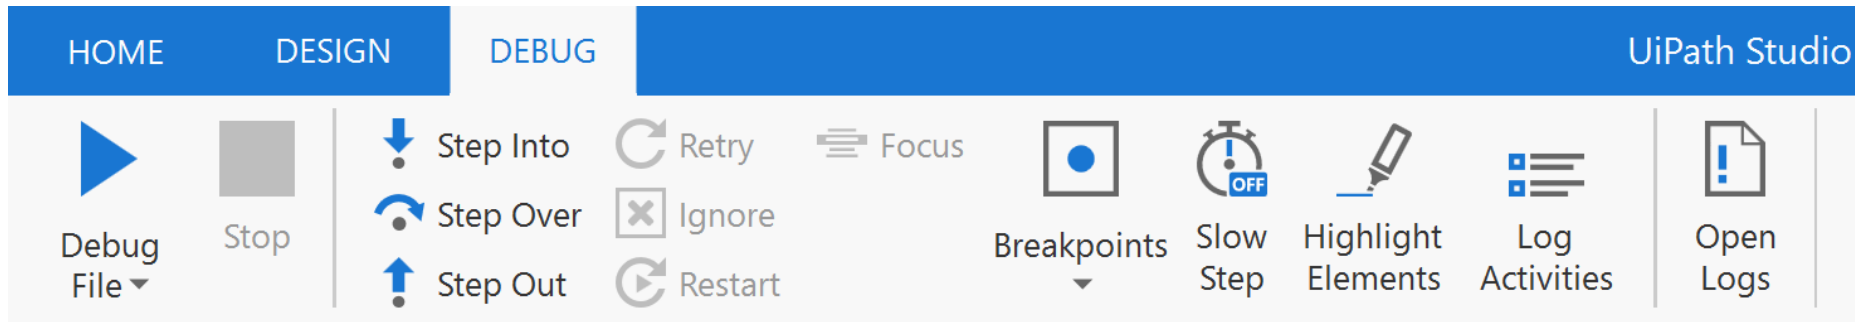 HOME
DESIGN
DEBUG
UiPath Studio
Debug
File
Stop
Step Into
Step Over
Step Out
Retry
Ignore
Restart
Focus
Breakpoints
Slow
Step
OFF
Highlight
Elements
Log
Activities
Open
Logs